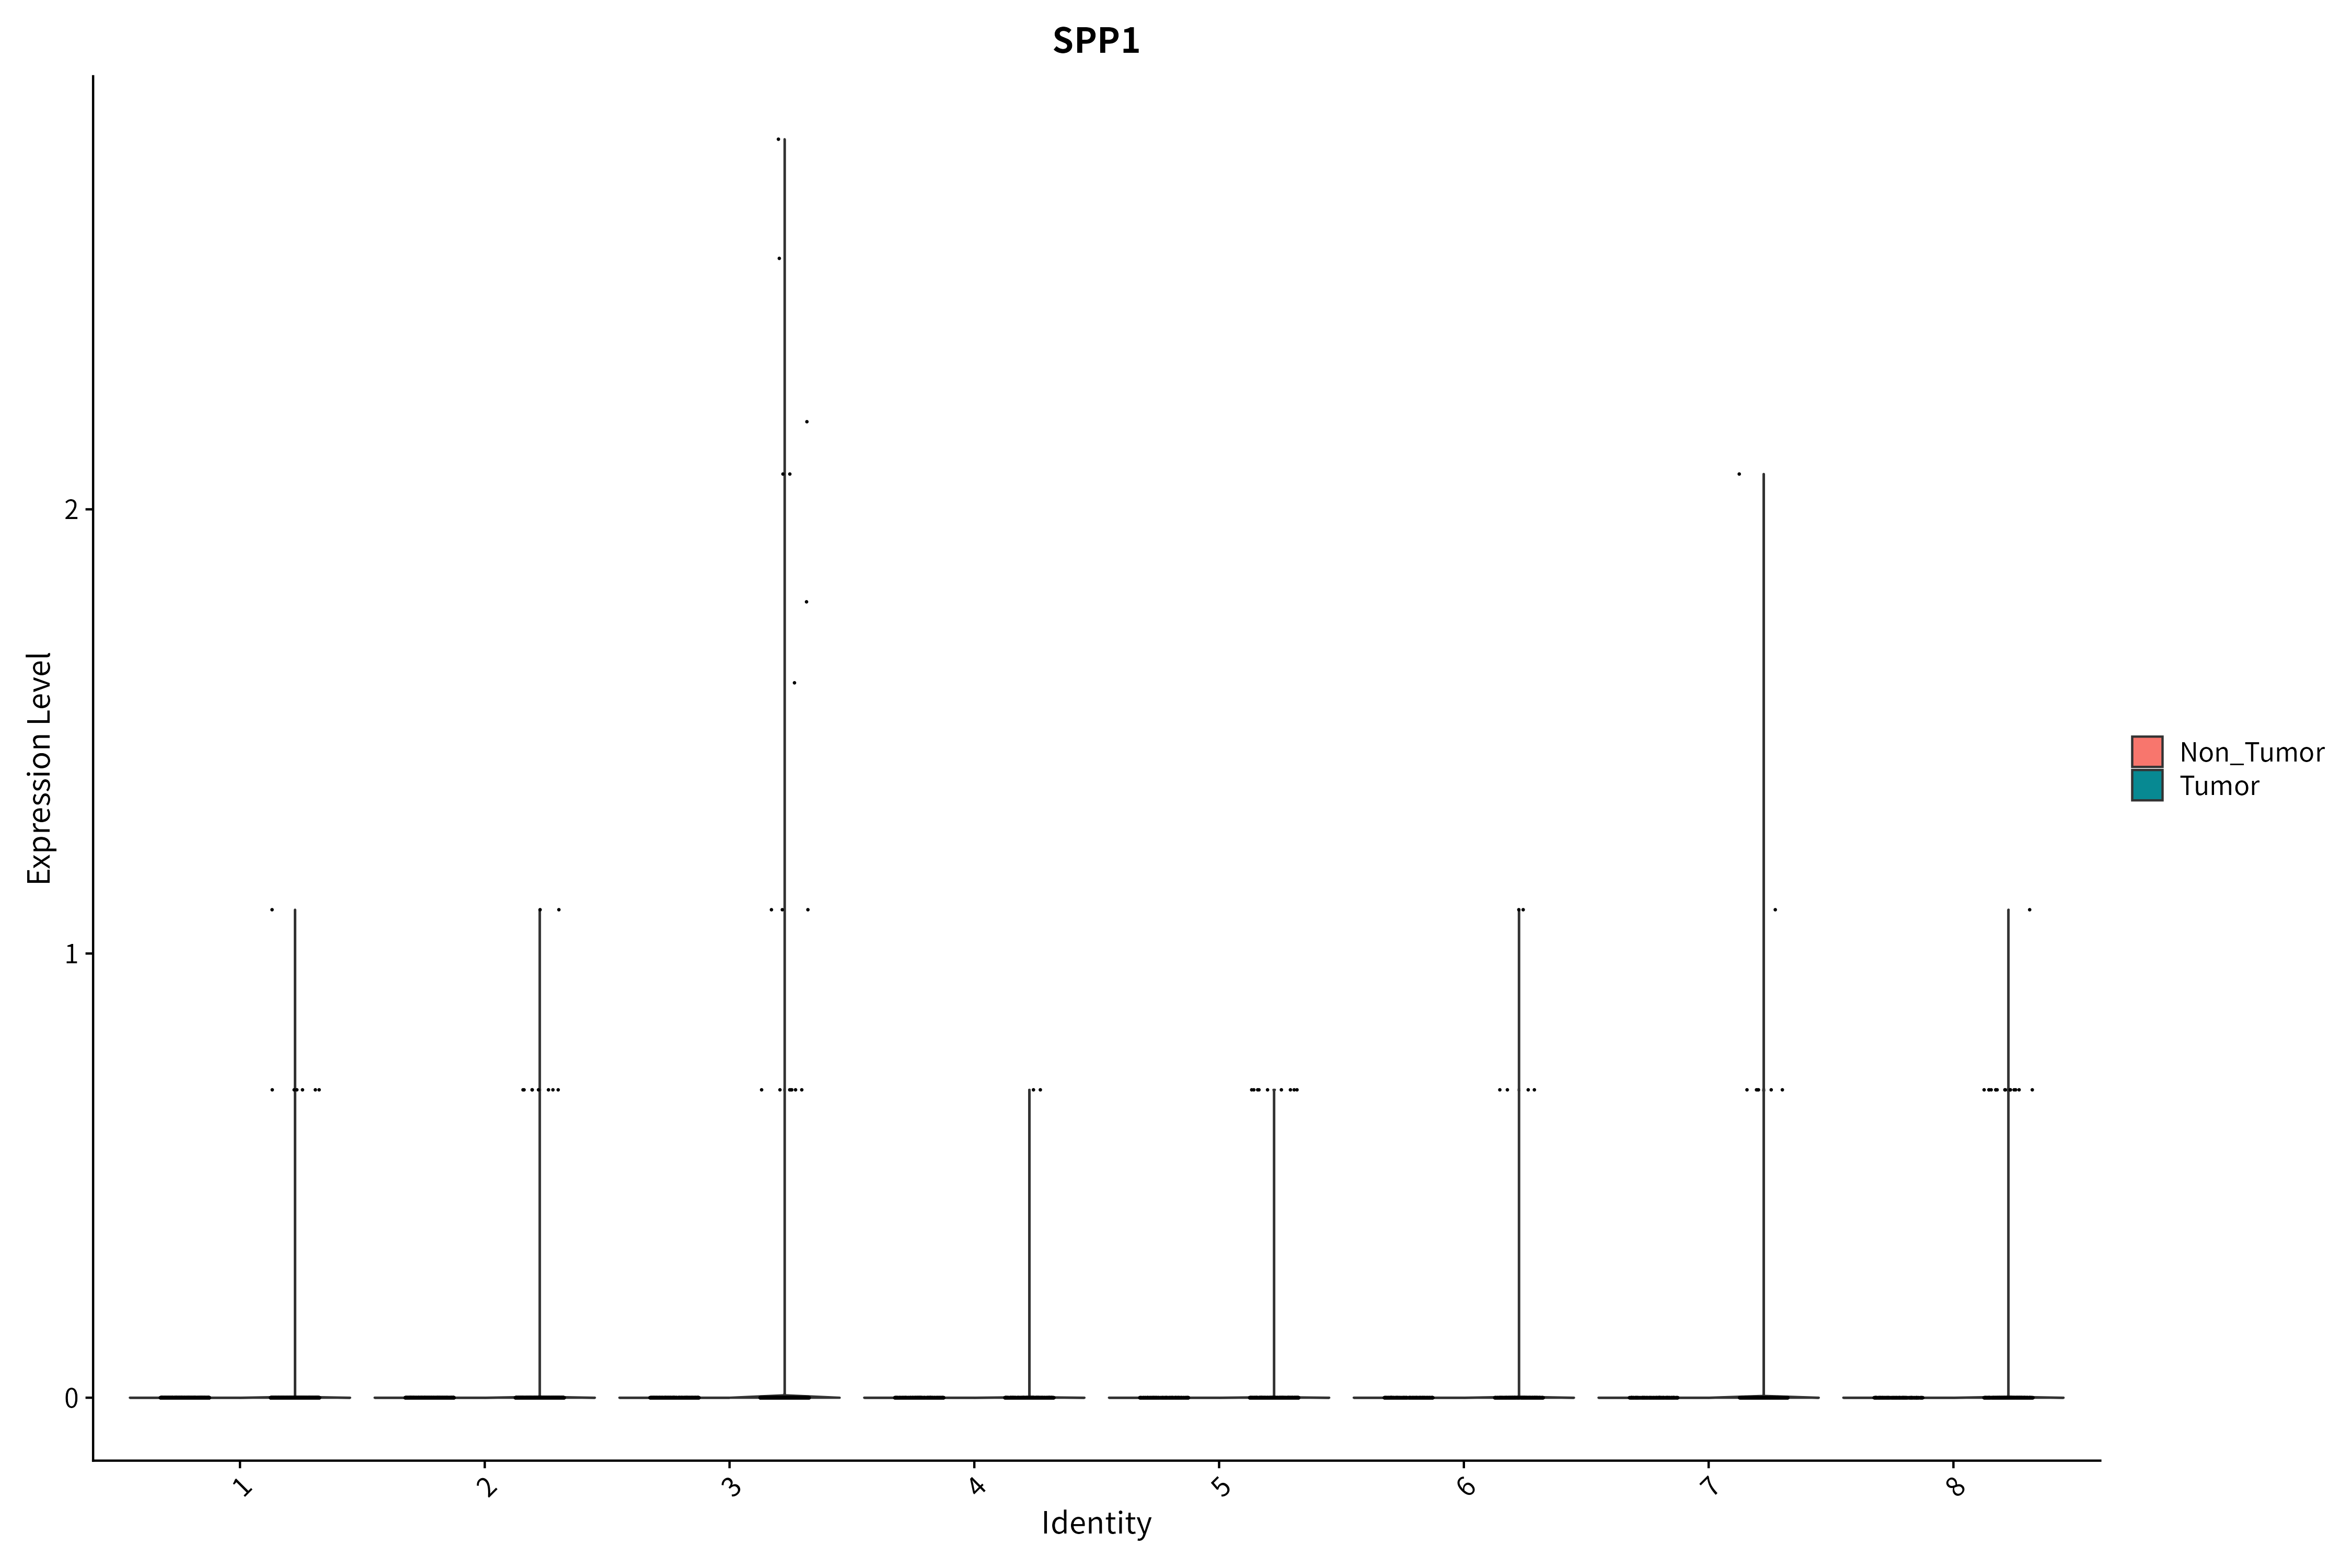 SPP1
Expression Level
2
1
0
1 2 3 4 5 6 7 8
Identity
Non_Tumor
Tumor